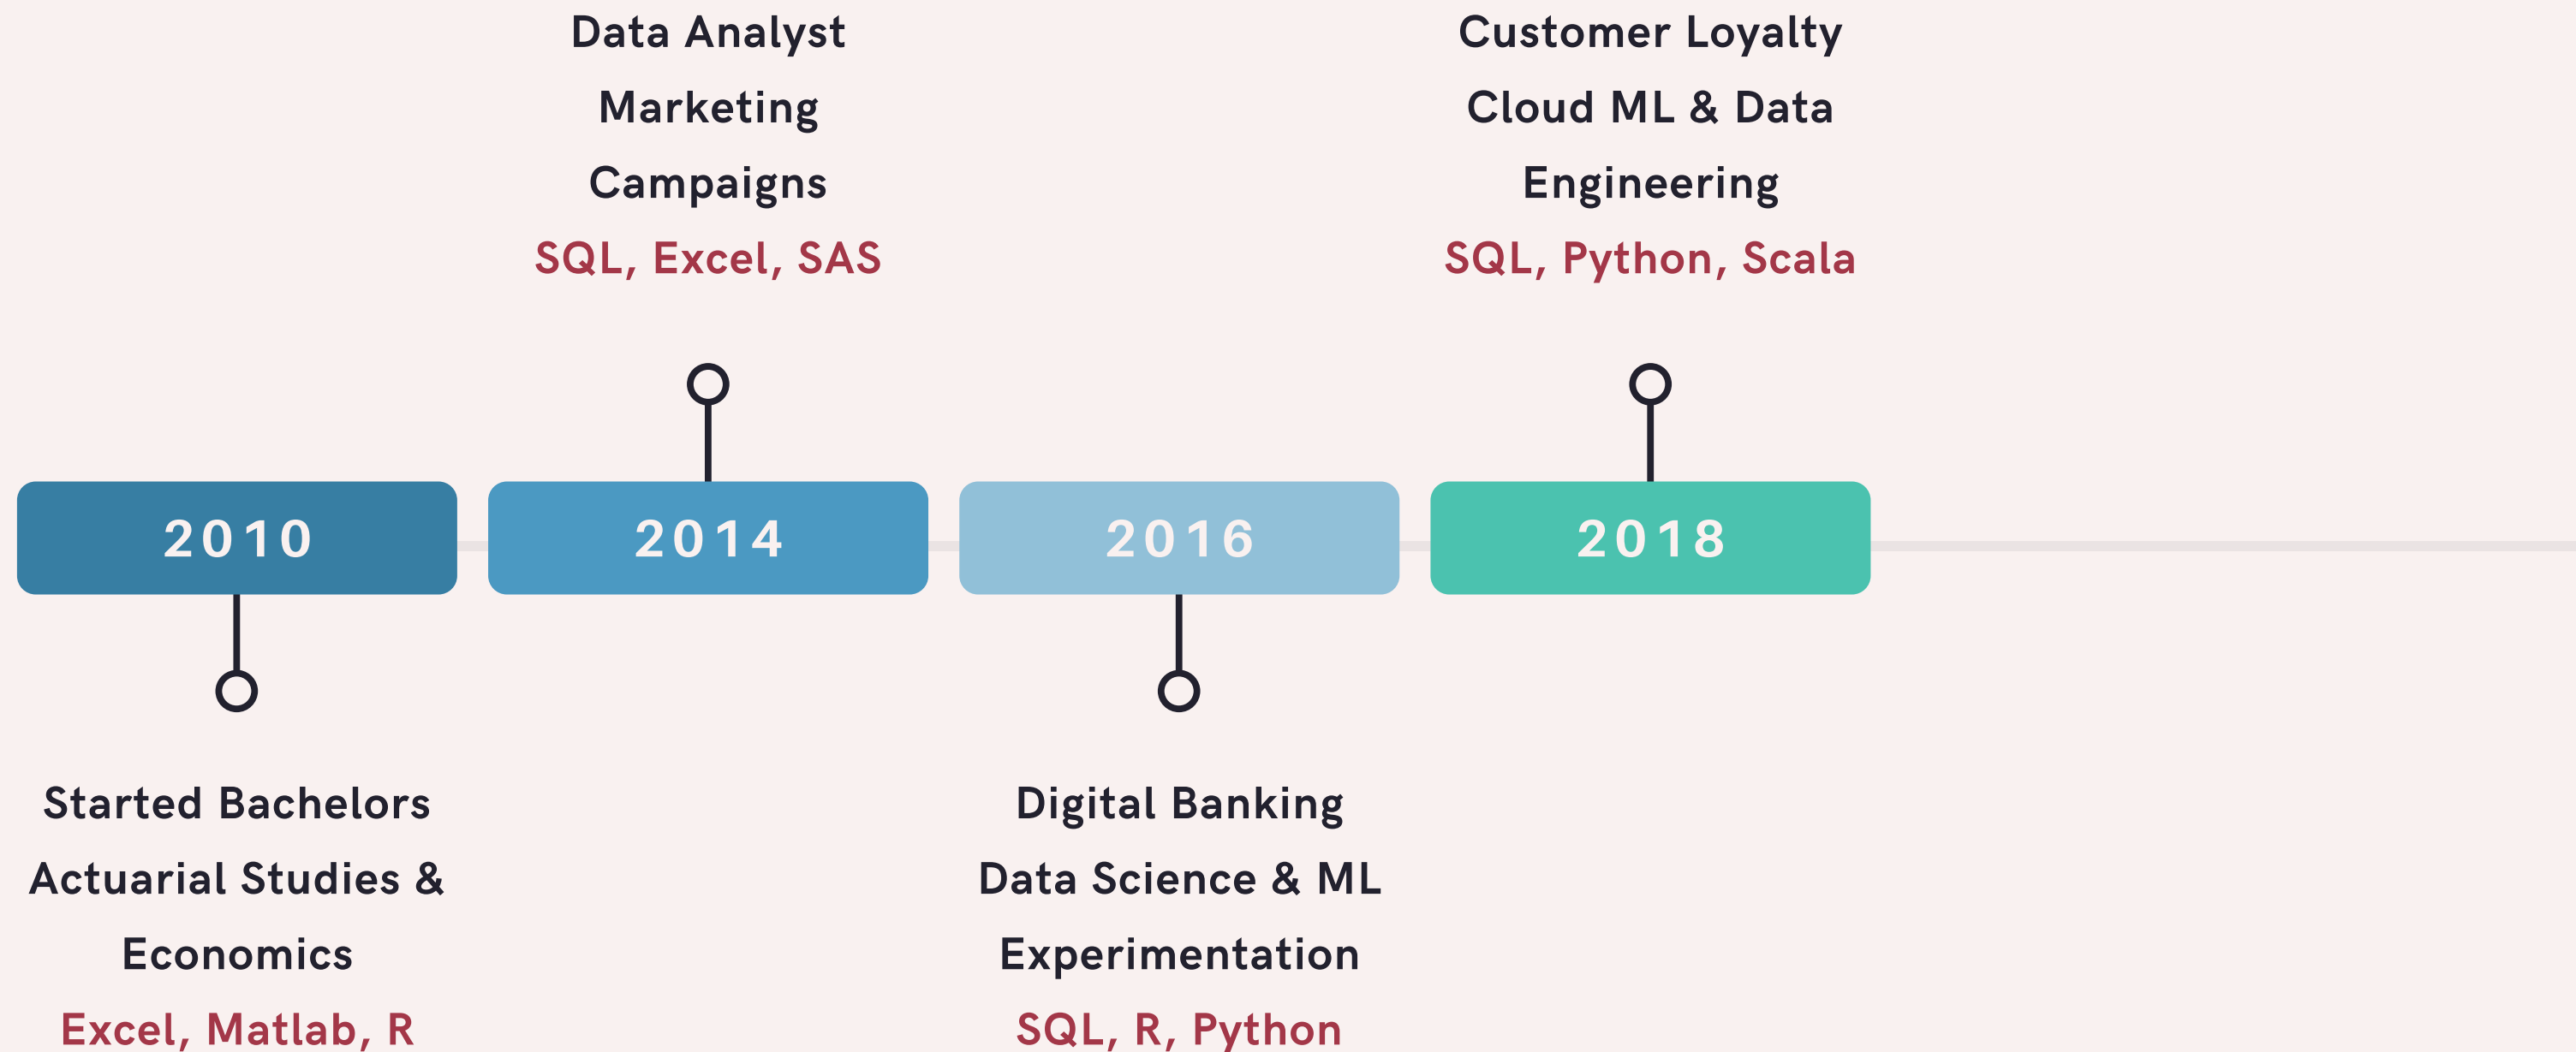 Data Analyst
Marketing
Campaigns
SQL, Excel, SAS
Customer Loyalty
Cloud ML & Data
Engineering
SQL, Python, Scala
2010
2014
2016
2018
Started Bachelors
Actuarial Studies &
Economics
Excel, Matlab, R
Digital Banking
Data Science & ML
Experimentation
SQL, R, Python